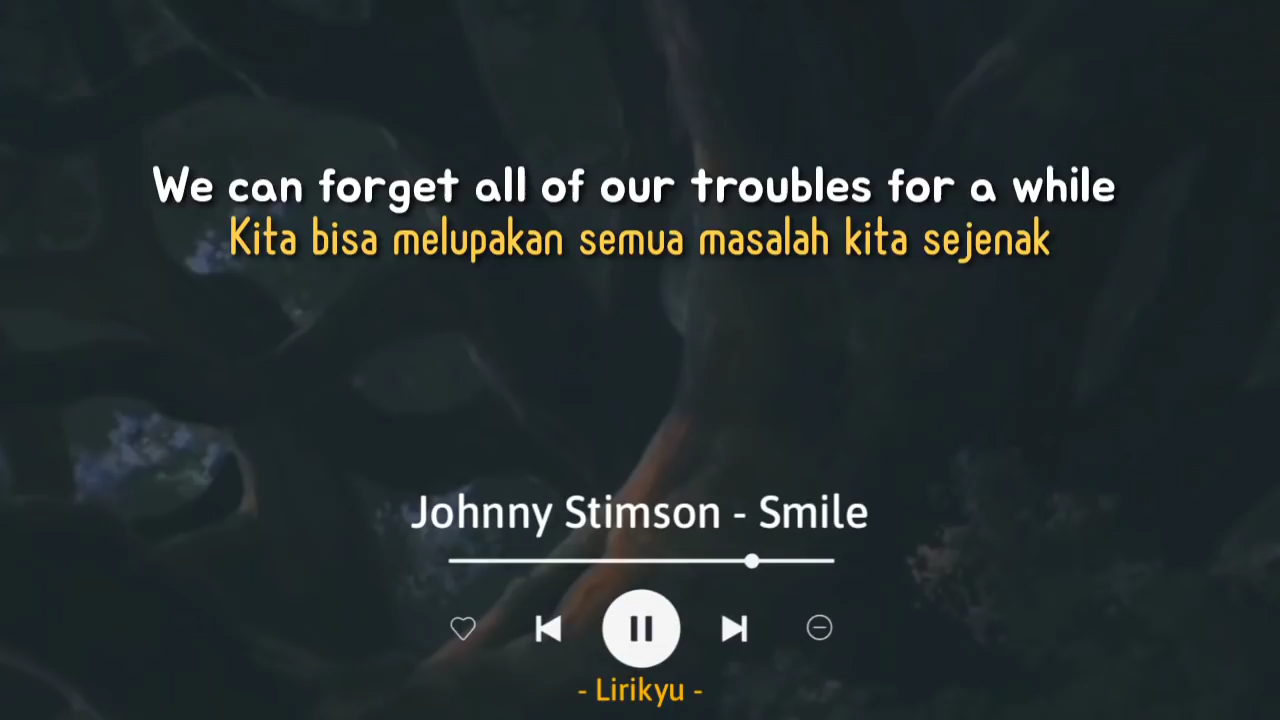 We can forget all of our troubles for a while
Kita bisa melupakan semua masalah kita sejenak
Johnny Stimson - Smile
- Lirikyu -